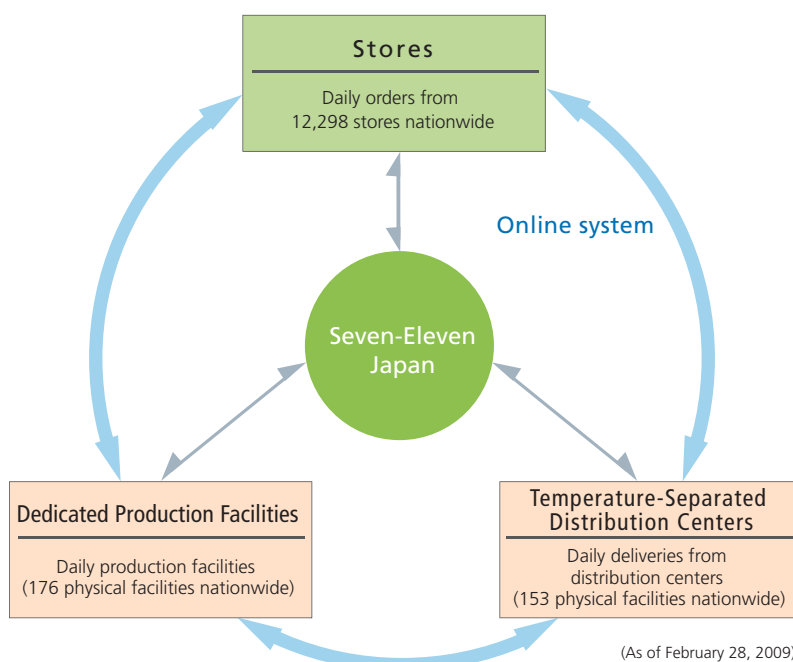 Stores
Daily orders from
12,298 stores nationwide
Online system
Seven-Eleven
Japan
Dedicated Production Facilities
Daily production facilities
(176 physical facilities nationwide)
Temperature-Separated
Distribution Centers
Daily deliveries from
distribution centers
(153 physical facilities nationwide)
(As of February 28, 2009)